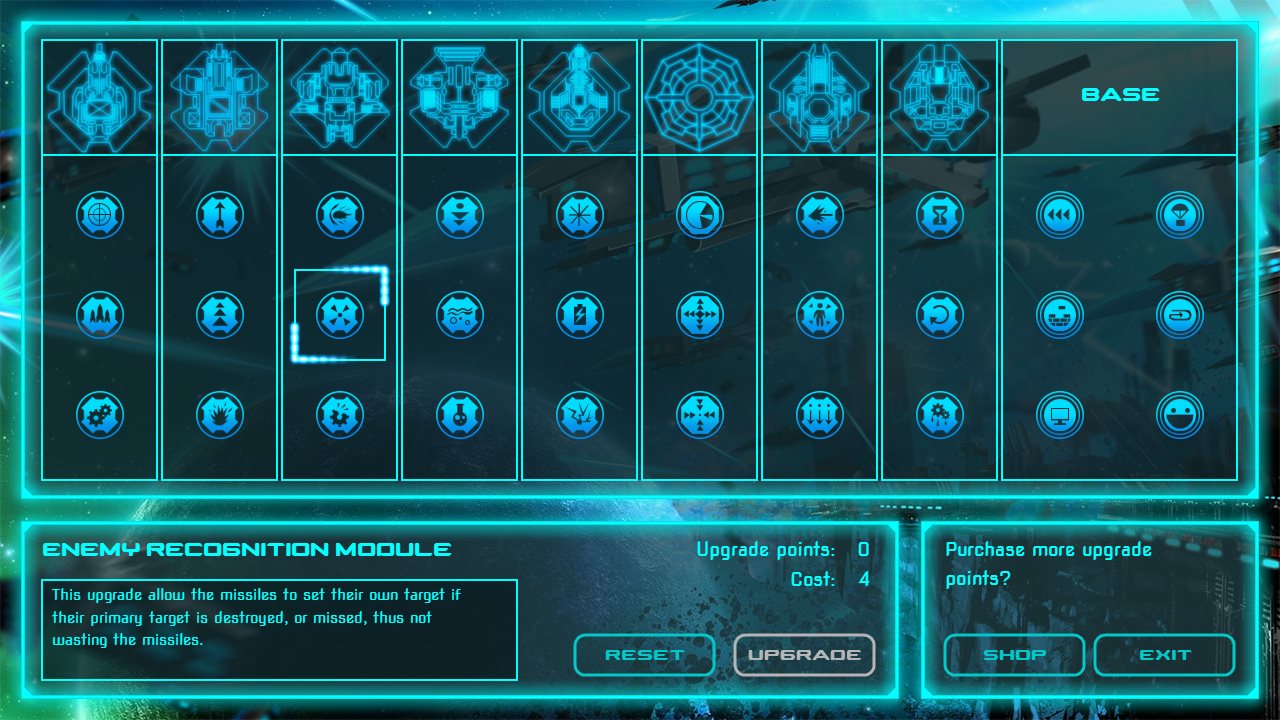 BASE
ENEMY RECOGNITION MODULE
This upgrade allow the missiles to set their own target if
their primary target is destroyed, or missed, thus not
wasting the missiles.
Upgrade points: 0
Cost: 4
RESET
UPGRADE
Purchase more upgrade
points?
SHOP
EXIT